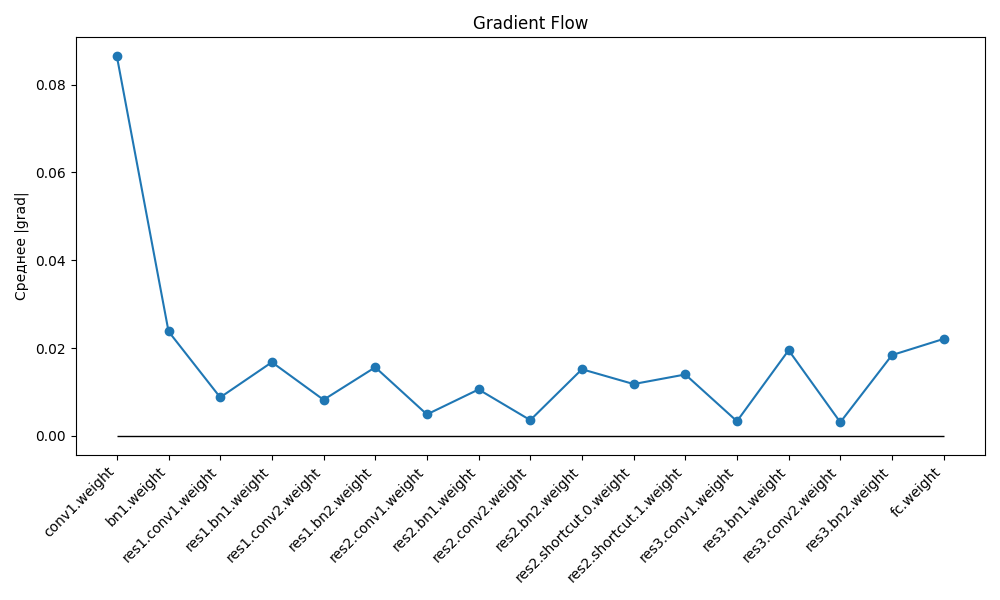 Gradient Flow
Среднее |grad|
0.08
0.06
0.04
0.02
0.00
conv1.weight
bn1.weight
res1.conv1.weight
res1.bn1.weight
res1.conv2.weight
res1.bn2.weight
res2.conv1.weight
res2.bn1.weight
res2.conv2.weight
res2.bn2.weight
res2.shortcut.0.weight
res2.shortcut.1.weight
res3.conv1.weight
res3.bn1.weight
res3.conv2.weight
res3.bn2.weight
fc.weight